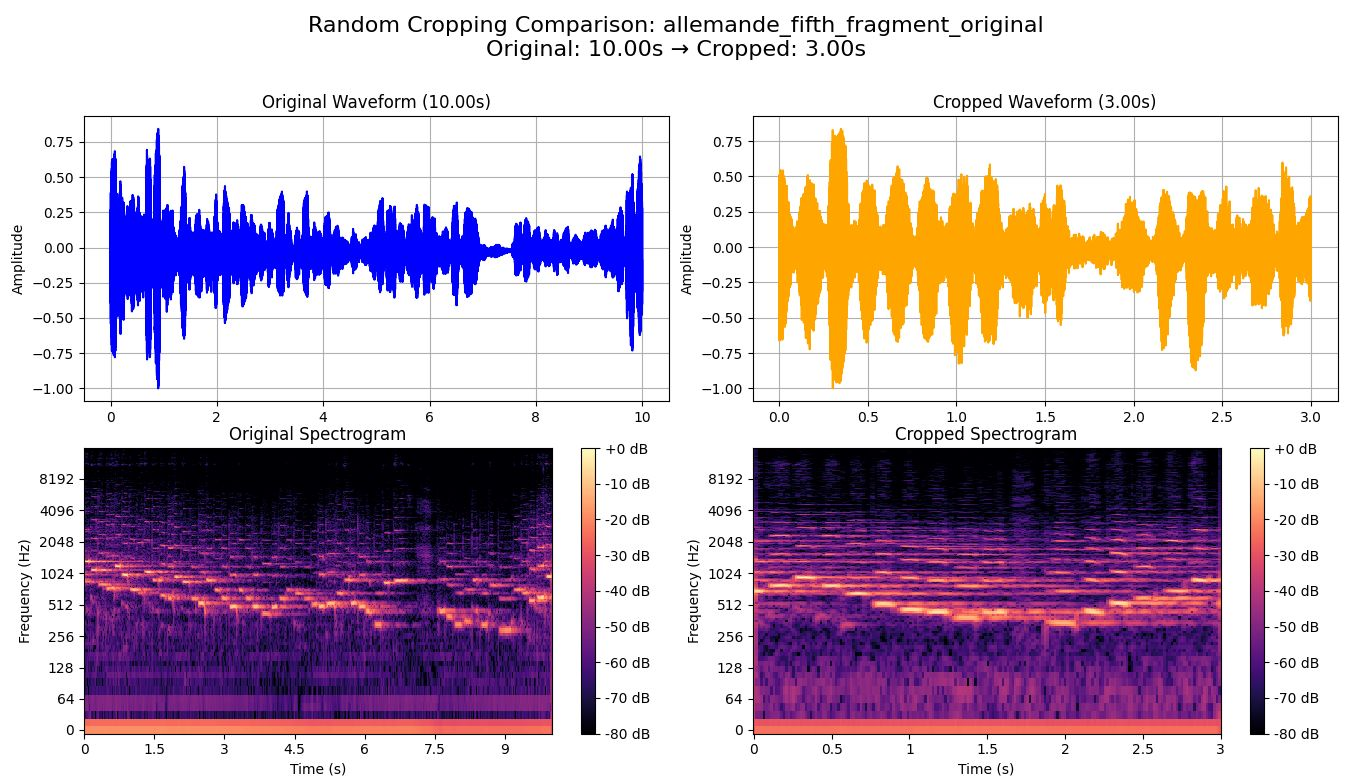 Random Cropping Comparison: allemande_fifth_fragment_original
Original: 10.00s → Cropped: 3.00s
Original Waveform (10.00s)
Amplitude
0.75
0.50
0.25
0.00
−0.25
−0.50
−0.75
−1.00
0 2 4 6 8 10
Cropped Waveform (3.00s)
Amplitude
0.75
0.50
0.25
0.00
−0.25
−0.50
−0.75
−1.00
0.0 0.5 1.0 1.5 2.0 2.5 3.0
Original Spectrogram
Frequency (Hz)
8192
4096
2048
1024
512
256
128
64
0
0 1.5 3 4.5 6 7.5 9
Time (s)
+0 dB
-10 dB
-20 dB
-30 dB
-40 dB
-50 dB
-60 dB
-70 dB
-80 dB
Cropped Spectrogram
Frequency (Hz)
8192
4096
2048
1024
512
256
128
64
0
0 0.5 1 1.5 2 2.5 3
Time (s)
+0 dB
-10 dB
-20 dB
-30 dB
-40 dB
-50 dB
-60 dB
-70 dB
-80 dB